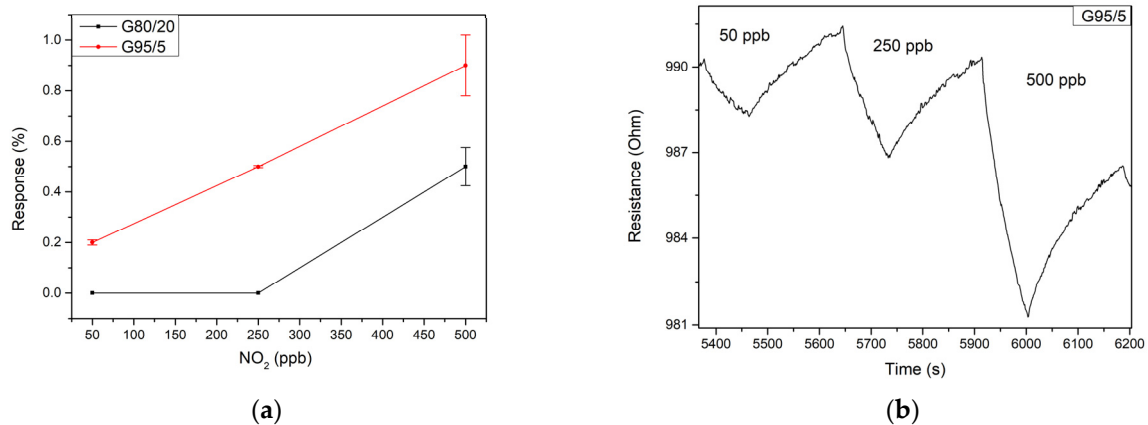 G80/20
G95/5
1.0
0.8
0.6
0.4
0.2
0.0
Response (%)
50 100 150 200 250 300 350 400 450 500
NO2 (ppb)
(a)
G95/5
50 ppb
250 ppb
500 ppb
990
987
984
981
Resistance (Ohm)
5400 5500 5600 5700 5800 5900 6000 6100 6200
Time (s)
(b)